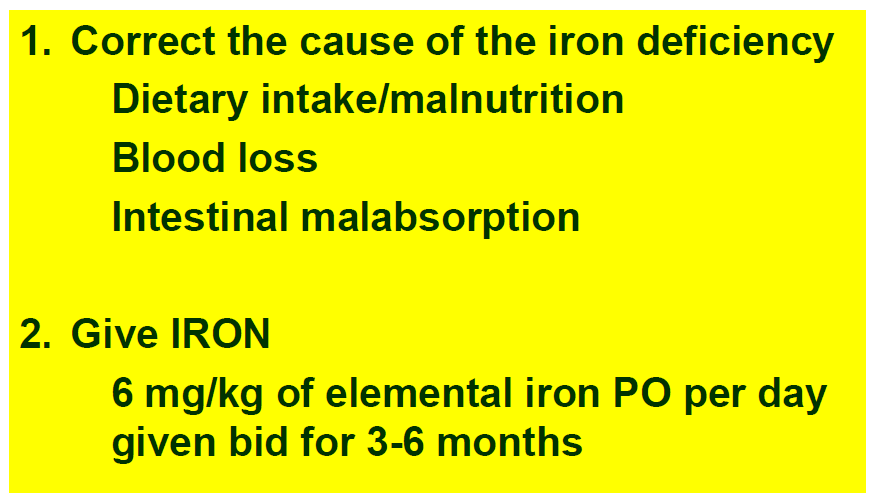 1. Correct the cause of the iron deficiency
Dietary intake/malnutrition
Blood loss
Intestinal malabsorption
2. Give IRON
6 mg/kg of elemental iron PO per day
given bid for 3-6 months